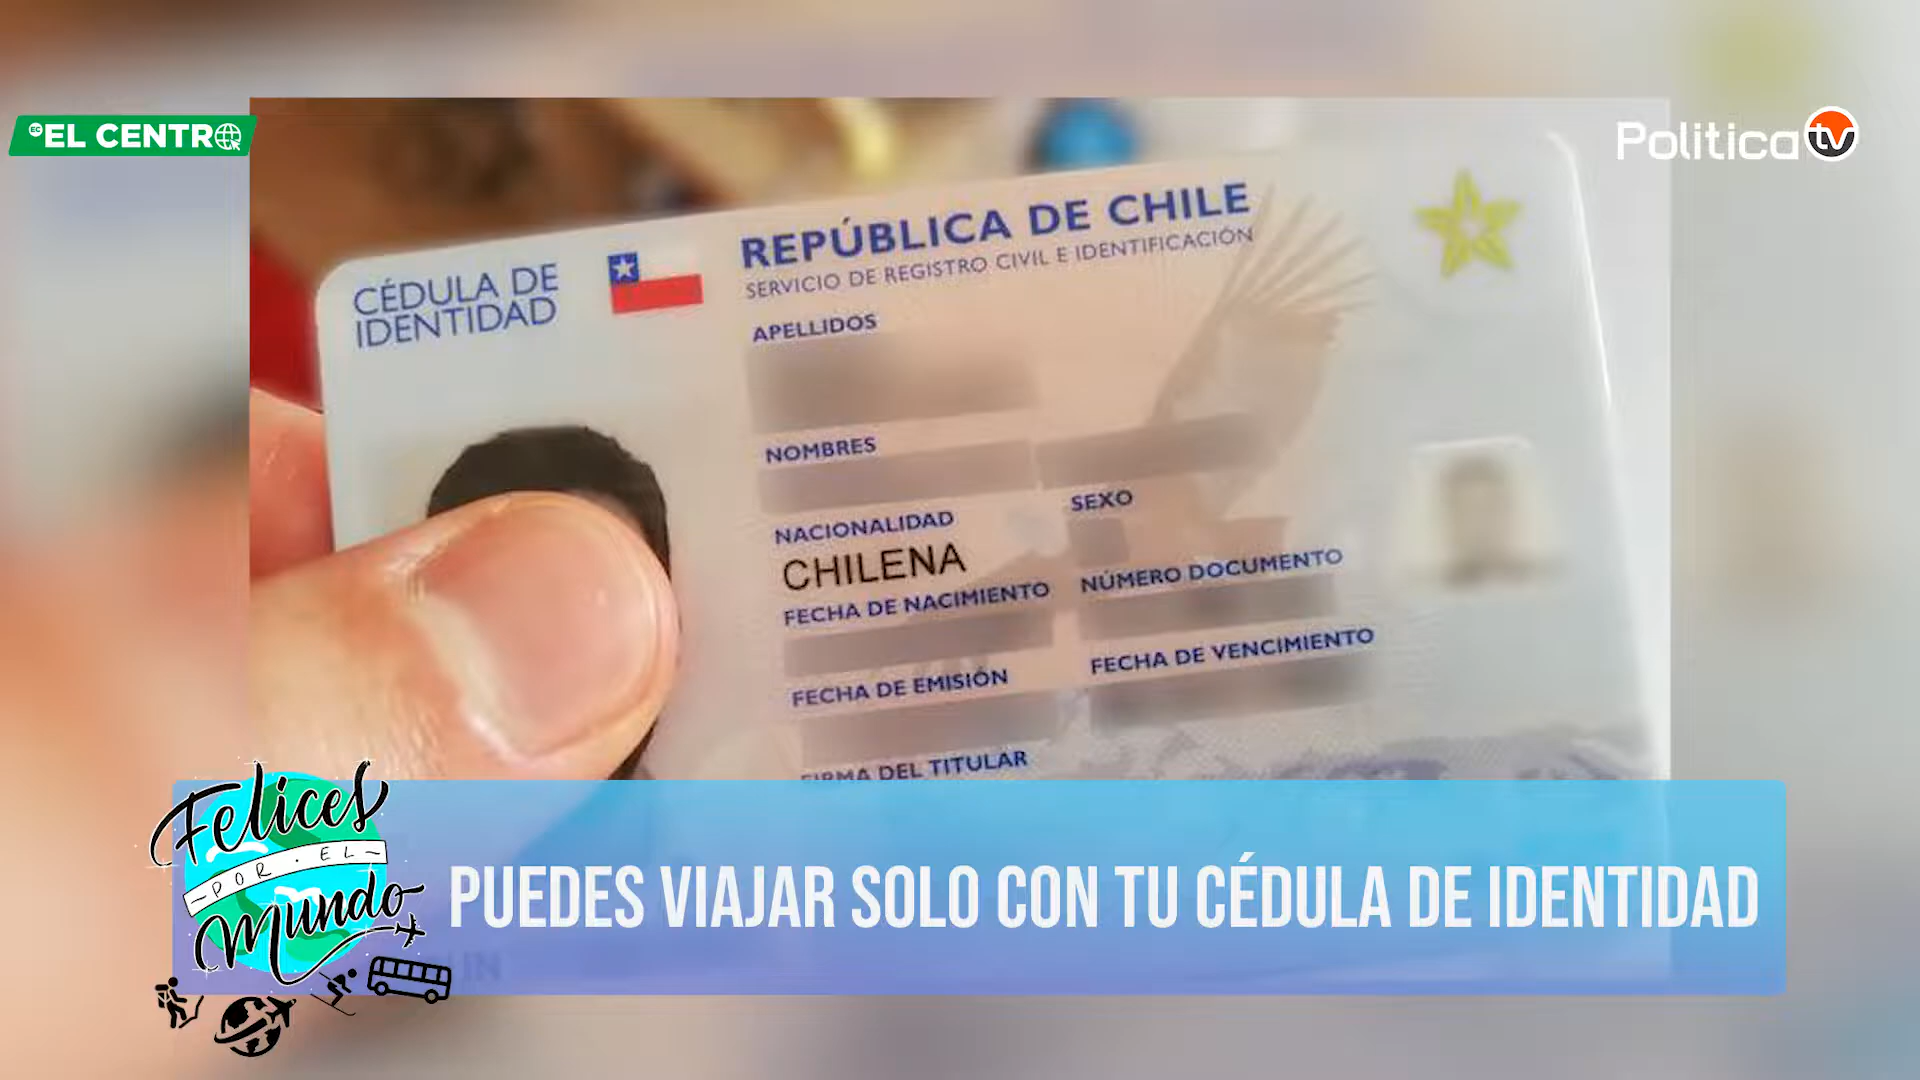 EC EL CENTRO
Politica tv
CÉDULA DE
IDENTIDAD
REPÚBLICA DE CHILE
SERVICIO DE REGISTRO CIVIL E IDENTIFICACIÓN
APELLIDOS
NOMBRES
NACIONALIDAD
CHILENA
SEXO
FECHA DE NACIMIENTO
NÚMERO DOCUMENTO
FECHA DE EMISIÓN
FECHA DE VENCIMIENTO
FIRMA DEL TITULAR
Felices
POR · EL
Mundo
PUEDES VIAJAR SOLO CON TU CÉDULA DE IDENTIDAD